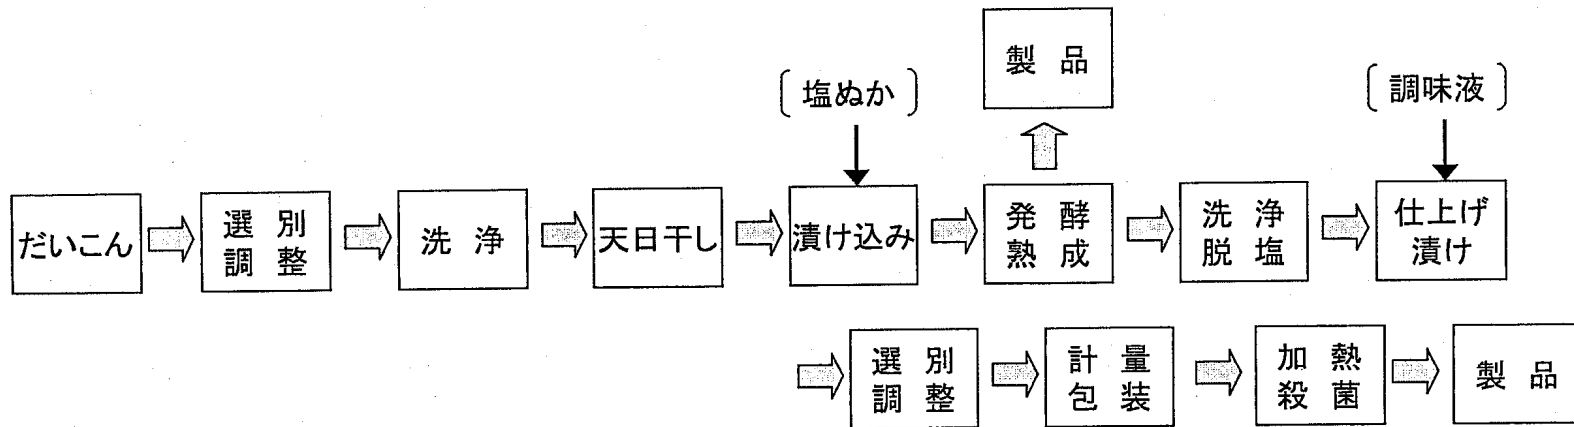 製品
〔塩ぬか〕
〔調味液〕
だいこん
選別
調整
洗浄
天日干し
漬け込み
発酵
熟成
洗浄
脱塩
仕上げ
漬け
選別
調整
計量
包装
加熱
殺菌
製品